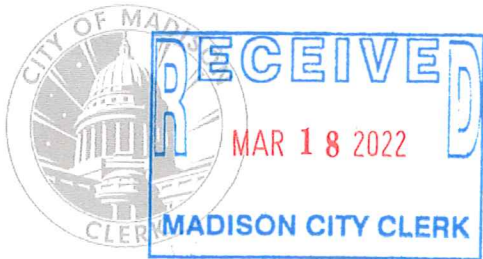 CITY OF MADISON
RECEIVED
MAR 18 2022
MADISON CITY CLERK
CLERK